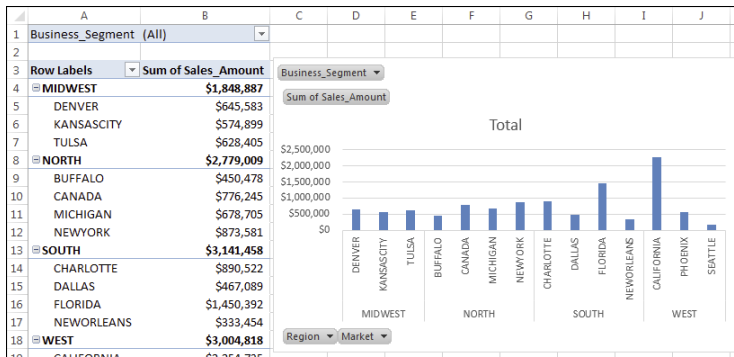 A B C D E F G H I J
1 Business_Segment (All)
2
3 Row Labels Sum of Sales_Amount
4 MIDWEST $1,848,887
5 DENVER $645,583
6 KANSASCITY $574,899
7 TULSA $628,405
8 NORTH $2,779,009
9 BUFFALO $450,478
10 CANADA $776,245
11 MICHIGAN $678,705
12 NEWYORK $873,581
13 SOUTH $3,141,458
14 CHARLOTTE $890,522
15 DALLAS $467,089
16 FLORIDA $1,450,392
17 NEWORLEANS $333,454
18 WEST $3,004,818
Business_Segment
Sum of Sales_Amount
Total
$2,500,000
$2,000,000
$1,500,000
$1,000,000
$500,000
$0
DENVER
KANSASCITY
TULSA
BUFFALO
CANADA
MICHIGAN
NEWYORK
CHARLOTTE
DALLAS
FLORIDA
NEWORLEANS
CALIFORNIA
PHOENIX
SEATTLE
MIDWEST NORTH SOUTH WEST
Region Market